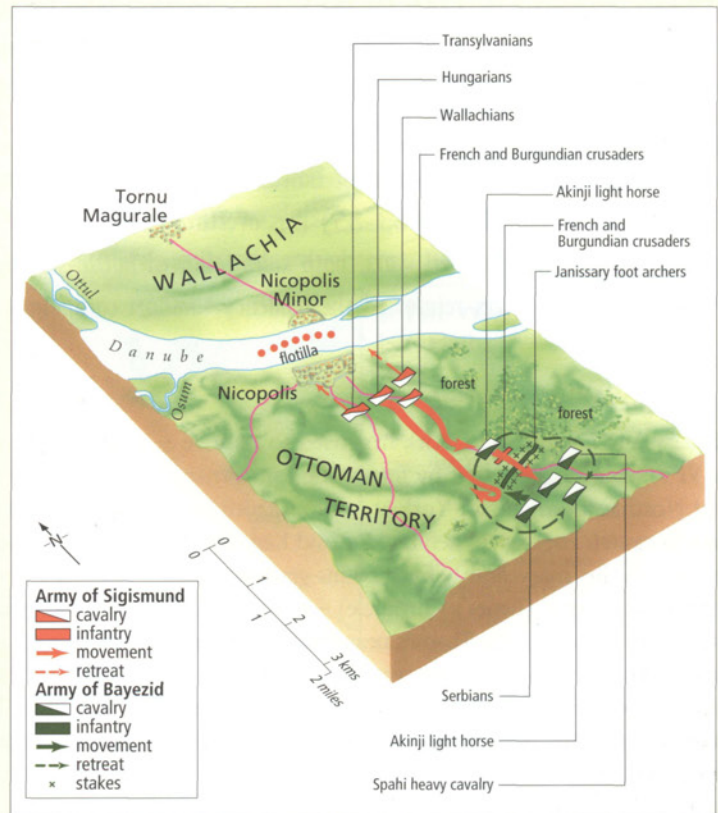 Transylvanians
Hungarians
Wallachians
French and Burgundian crusaders
Akinji light horse
French and
Burgundian crusaders
Janissary foot archers
Tornu
Magurale
WALLACHIA
Ottul
Nicopolis
Minor
Danube
flotilla
Osum
Nicopolis
forest
forest
OTTOMAN
TERRITORY
N
0
1
2
3 kms
0
1
2 miles
Army of Sigismund
cavalry
infantry
movement
retreat
Army of Bayezid
cavalry
infantry
movement
retreat
x stakes
Serbians
Akinji light horse
Spahi heavy cavalry